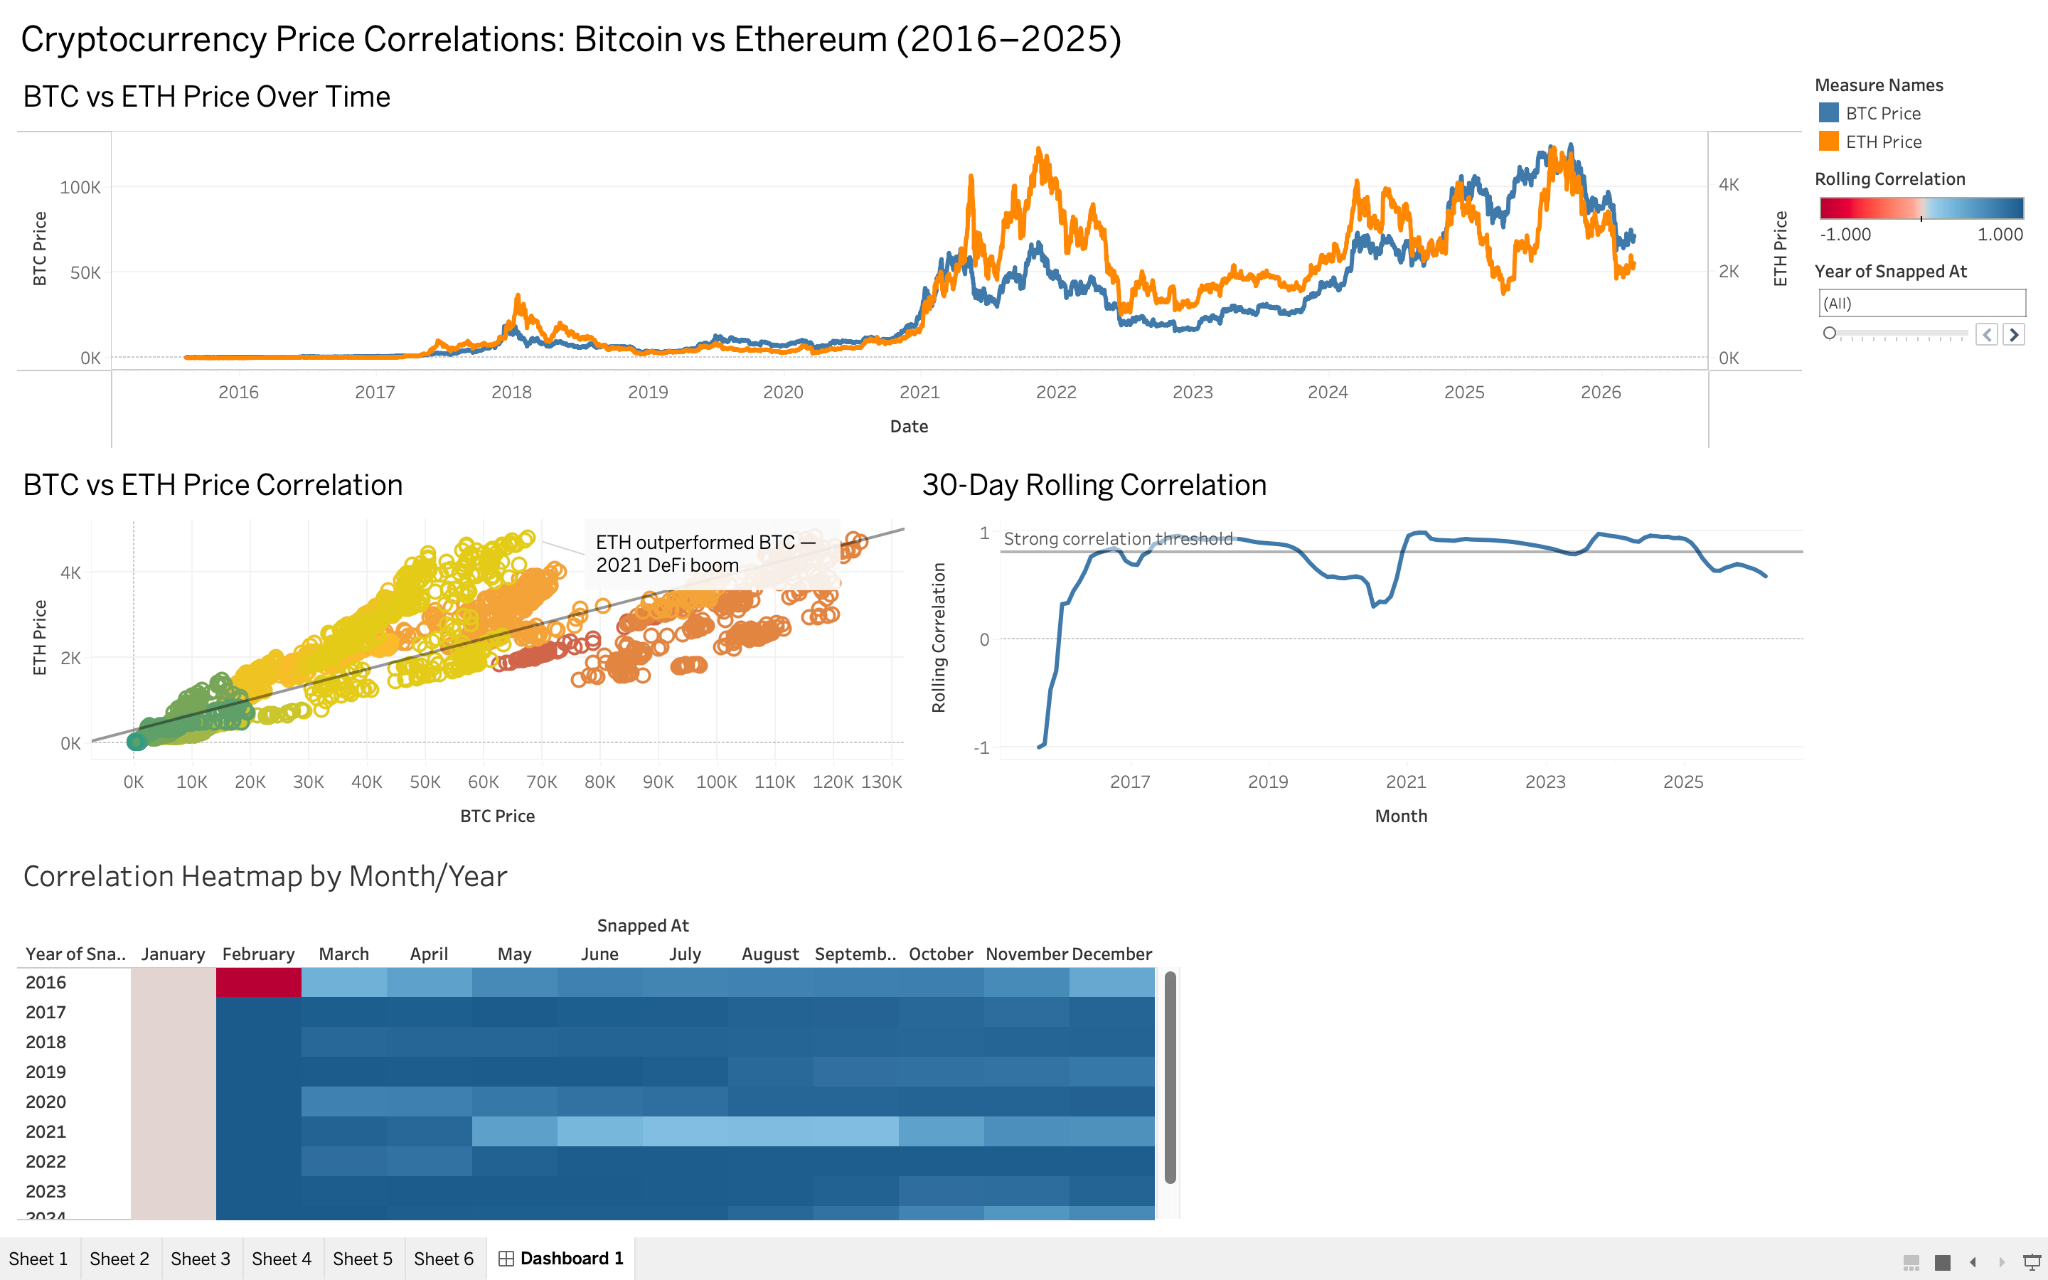 Cryptocurrency Price Correlations: Bitcoin vs Ethereum (2016–2025)
BTC vs ETH Price Over Time
BTC Price
100K
50K
0K
ETH Price
4K
2K
0K
2016 2017 2018 2019 2020 2021 2022 2023 2024 2025 2026
Date
Measure Names
BTC Price
ETH Price
Rolling Correlation
-1.000 1.000
Year of Snapped At
(All)
BTC vs ETH Price Correlation
ETH Price
4K
2K
0K
ETH outperformed BTC —
2021 DeFi boom
0K 10K 20K 30K 40K 50K 60K 70K 80K 90K 100K 110K 120K 130K
BTC Price
30-Day Rolling Correlation
Rolling Correlation
1
0
-1
Strong correlation threshold
2017 2019 2021 2023 2025
Month
Correlation Heatmap by Month/Year
Snapped At
Year of Sna.. January February March April May June July August Septemb.. October November December
2016
2017
2018
2019
2020
2021
2022
2023
2024
Sheet 1 Sheet 2 Sheet 3 Sheet 4 Sheet 5 Sheet 6 Dashboard 1